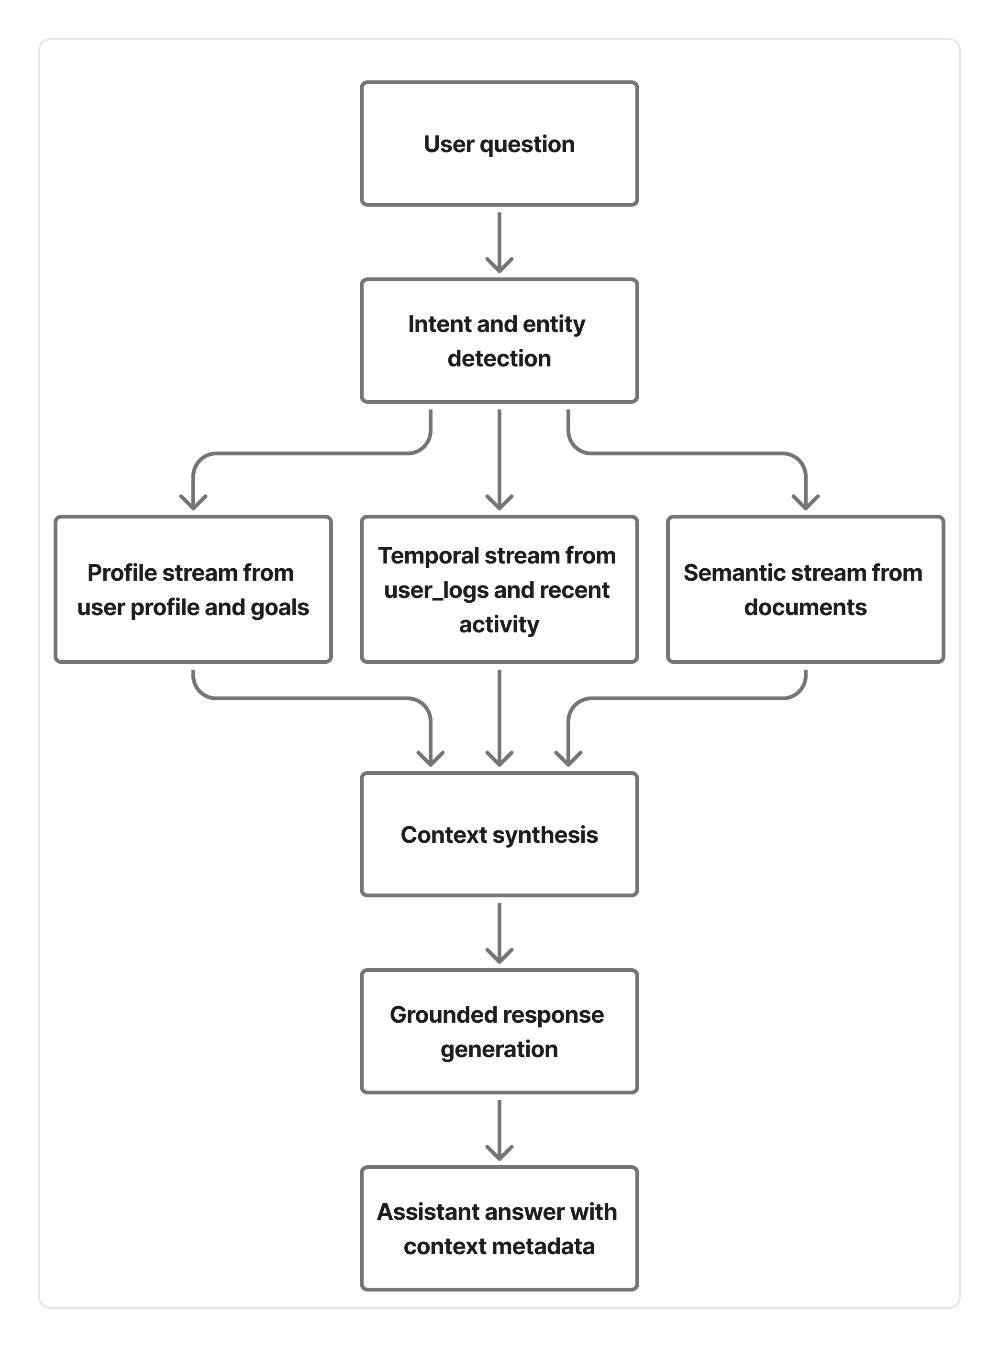 User question
Intent and entity
detection
Profile stream from
user profile and goals
Temporal stream from
user_logs and recent
activity
Semantic stream from
documents
Context synthesis
Grounded response
generation
Assistant answer with
context metadata